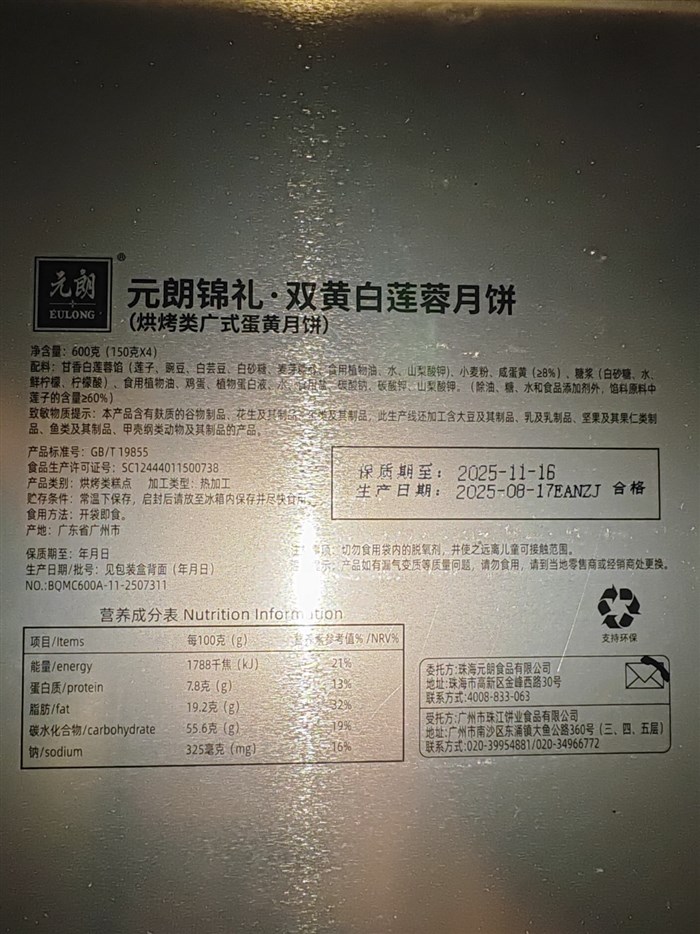 元朗
EULONG
®
元朗锦礼·双黄白莲蓉月饼
(烘烤类广式蛋黄月饼)
净含量: 600克 (150克X4)
配料: 甘香白莲蓉馅 (莲子、豌豆、白芸豆、白砂糖、麦芽糖 食用植物油、水、山梨酸钾)、小麦粉、咸蛋黄 (≥8%) 、糖浆 (白砂糖、水、
鲜柠檬、柠檬酸) 、食用植物油、鸡蛋、植物蛋白液、水、食用盐、碳酸钠、碳酸钾、山梨酸钾。(除油、糖、水和食品添加剂外, 馅料原料中
莲子的含量≥60%)
致敏物质提示: 本产品含有麸质的谷物制品、花生及其制品、 及其制品, 此生产线还加工含大豆及其制品、乳及乳制品、坚果及其果仁类制
品、鱼类及其制品、甲壳纲类动物及其制品的产品。
产品标准号: GB/T 19855
食品生产许可证号: SC12444011500738
产品类别: 烘烤类糕点 加工类型: 热加工
贮存条件: 常温下保存, 启封后请放至冰箱内保存并尽快食用
食用方法: 开袋即食。
产地: 广东省广州市
保质期至: 2025-11-16
生产日期: 2025-08-17EANZJ 合格
保质期至: 年月日
生产日期/批号: 见包装盒背面 (年月日)
NO.:BQMC600A-11-2507311
切勿食用袋内的脱氧剂, 并使之远离儿童可接触范围。
产品如有漏气变质等质量问题, 请勿食用, 请到当地零售商或经销商处更换。
营养成分表 Nutrition Information
项目/Items 每100克 (g) 营养素参考值% /NRV%
能量/energy 1788千焦 (kJ) 21%
蛋白质/protein 7.8克 (g) 13%
脂肪/fat 19.2克 (g) 32%
碳水化合物/carbohydrate 55.6克 (g) 19%
钠/sodium 325毫克 (mg) 16%
支持环保
委托方: 珠海元朗食品有限公司
地址: 珠海市高新区金峰西路30号
联系方式: 4008-833-063
受托方: 广州市珠江饼业食品有限公司
地址: 广州市南沙区东涌镇大鱼公路360号 (三、四、五层)
联系方式: 020-39954881/020-34966772